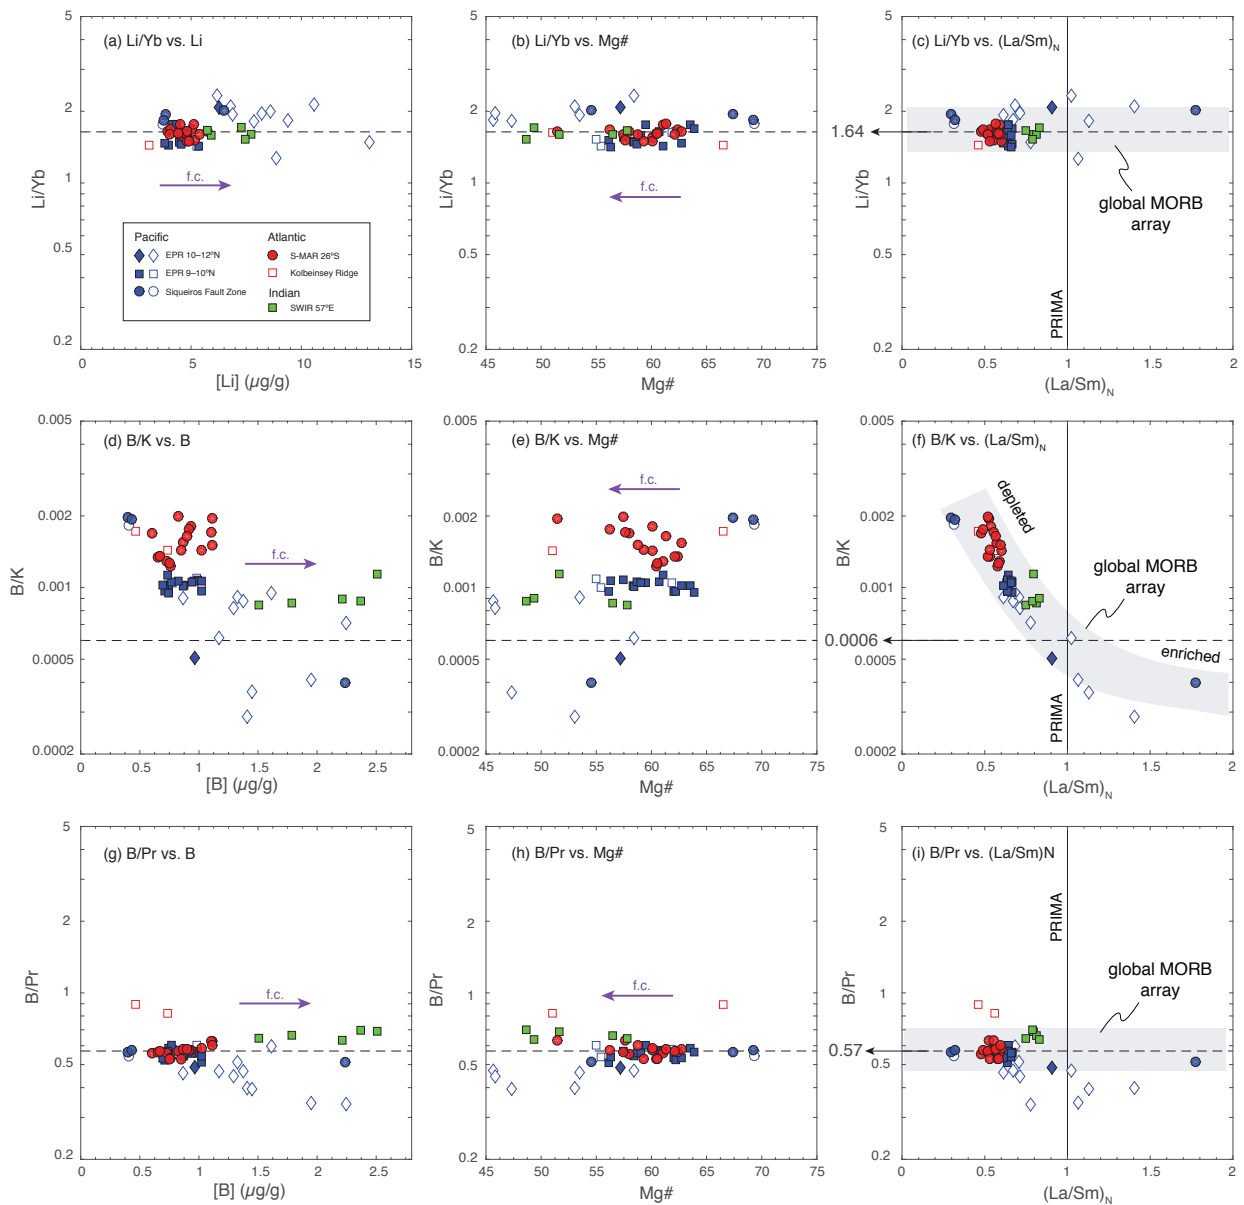 (a) Li/Yb vs. Li
5
2
1
0.5
0.2
Li/Yb
f.c.
Pacific
EPR 10–12ºN
EPR 9–10ºN
Siqueiros Fault Zone
Atlantic
S-MAR 26ºS
Kolbeinsey Ridge
Indian
SWIR 57ºE
0
5
10
15
[Li] (µg/g)
(b) Li/Yb vs. Mg#
5
2
1
0.5
0.2
Li/Yb
f.c.
45
50
55
60
65
70
75
Mg#
(c) Li/Yb vs. (La/Sm)N
5
2
1.64
1
0.5
0.2
Li/Yb
global MORB
array
PRIMA
0
0.5
1
1.5
2
(La/Sm)N
(d) B/K vs. B
0.005
0.002
0.001
0.0005
0.0002
B/K
f.c.
0
0.5
1
1.5
2
2.5
[B] (µg/g)
(e) B/K vs. Mg#
0.005
0.002
0.001
0.0005
0.0002
B/K
f.c.
45
50
55
60
65
70
75
Mg#
(f) B/K vs. (La/Sm)N
0.005
0.002
0.001
0.0006
0.0005
0.0002
B/K
depleted
global MORB
array
enriched
PRIMA
0
0.5
1
1.5
2
(La/Sm)N
(g) B/Pr vs. B
5
2
1
0.5
0.2
B/Pr
f.c.
0
0.5
1
1.5
2
2.5
[B] (µg/g)
(h) B/Pr vs. Mg#
5
2
1
0.5
0.2
B/Pr
f.c.
45
50
55
60
65
70
75
Mg#
(i) B/Pr vs. (La/Sm)N
5
2
1
0.57
0.2
B/Pr
PRIMA
global MORB
array
0
0.5
1
1.5
2
(La/Sm)N